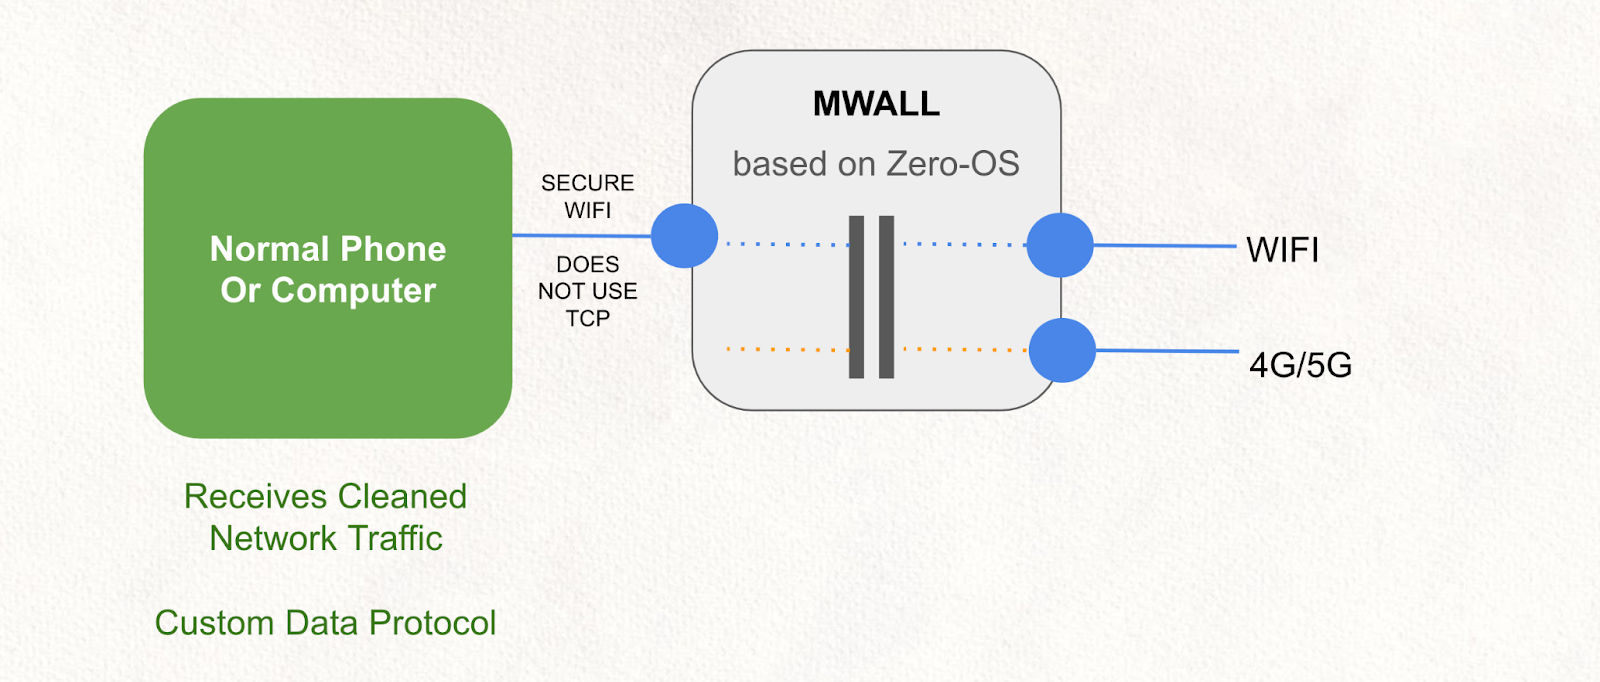 MWALL
based on Zero-OS
Normal Phone
Or Computer
SECURE
WIFI
DOES
NOT USE
TCP
WIFI
4G/5G
Receives Cleaned
Network Traffic
Custom Data Protocol